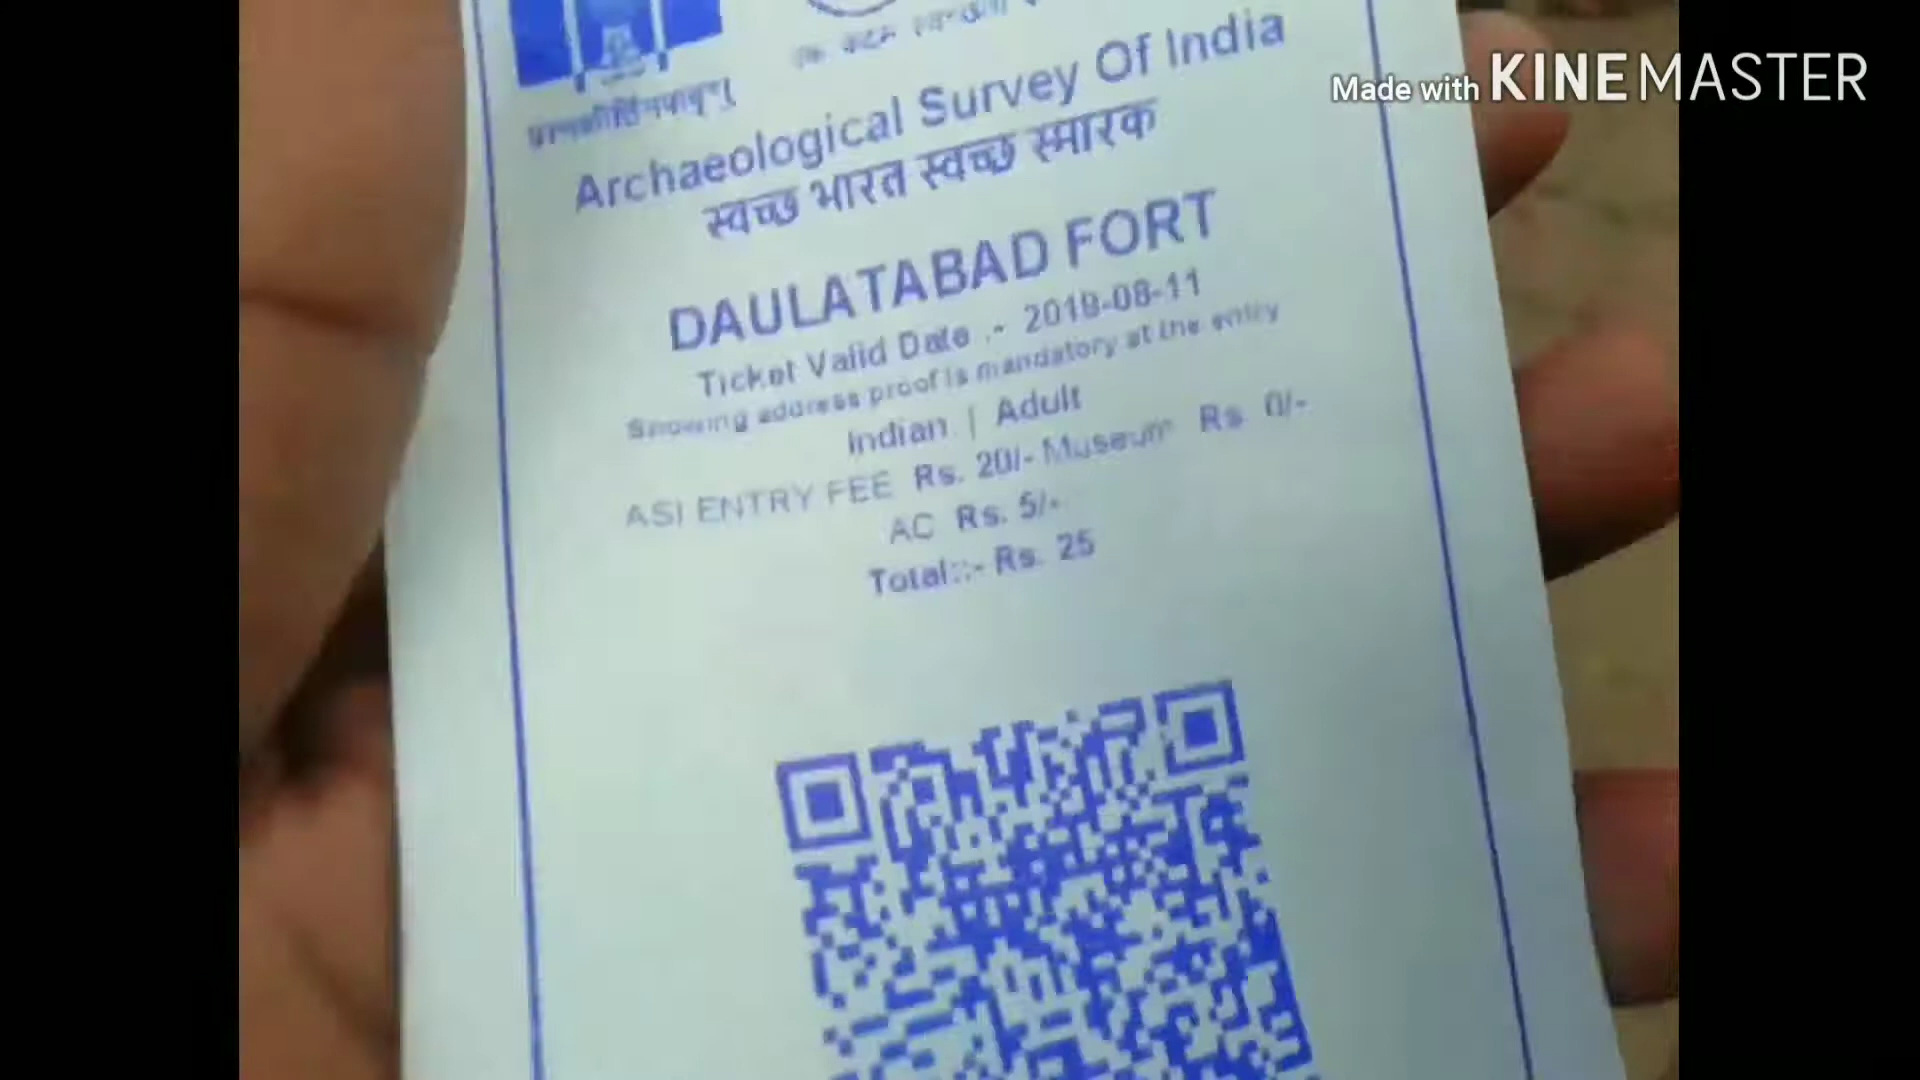 Made with KINEMASTER
Archaeological Survey Of India
स्वच्छ भारत स्वच्छ स्मारक
DAULATABAD FORT
Ticket Valid Date :- 2019-08-11
Showing address proof is mandatory at the entry
Indian | Adult
ASI ENTRY FEE Rs. 20/- Museum Rs 0/-
AC Rs. 5/-
Total::- Rs. 25